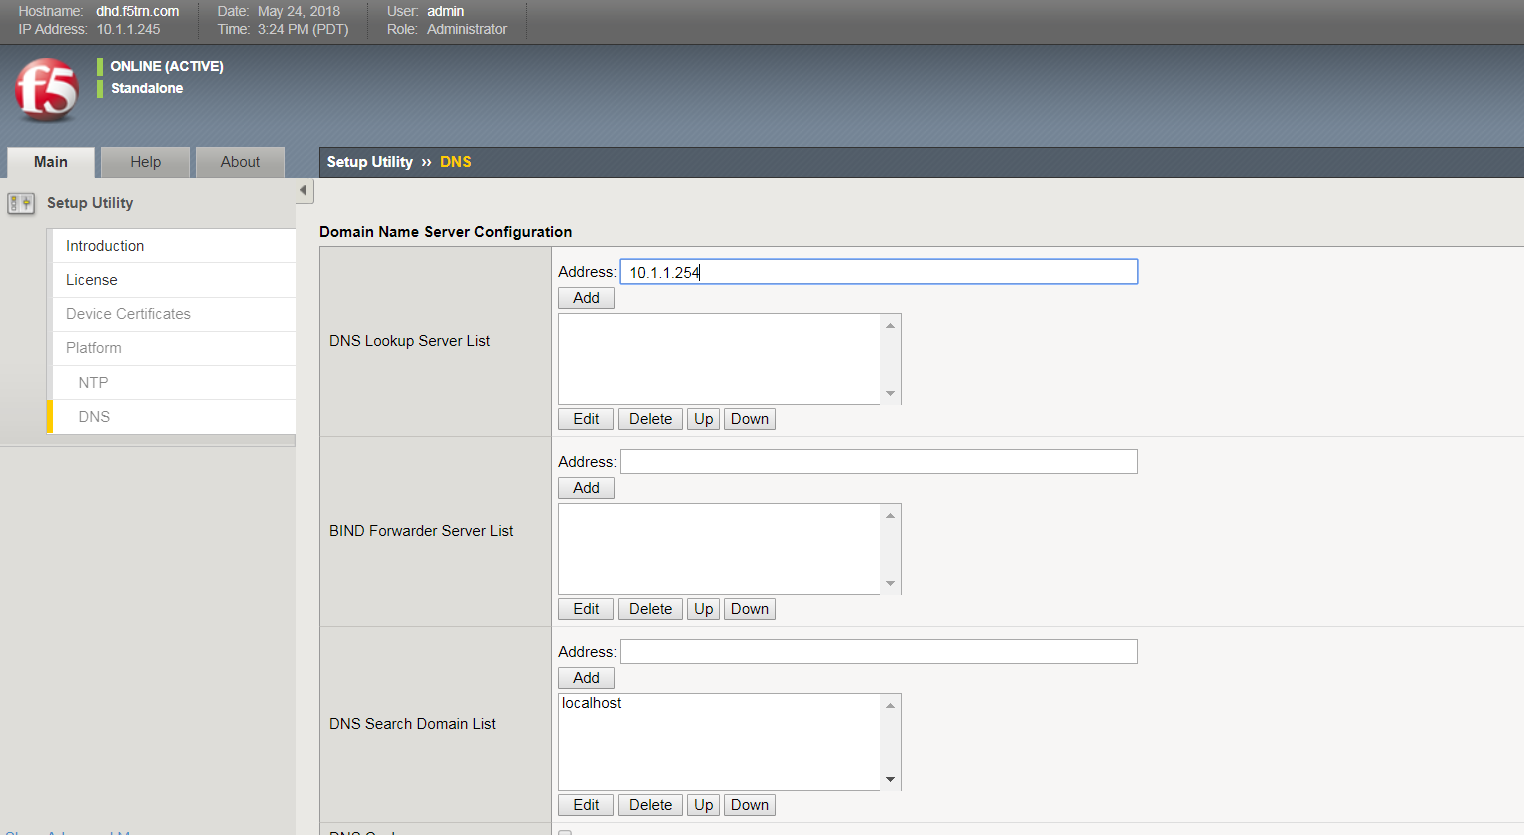 Hostname: dhd.f5trn.com Date: May 24, 2018 User: admin
IP Address: 10.1.1.245 Time: 3:24 PM (PDT) Role: Administrator
f5
ONLINE (ACTIVE)
Standalone
Main Help About
Setup Utility ›› DNS
Setup Utility
Introduction
License
Device Certificates
Platform
NTP
DNS
Domain Name Server Configuration
DNS Lookup Server List
Address: 10.1.1.254
Add
Edit Delete Up Down
BIND Forwarder Server List
Address:
Add
Edit Delete Up Down
DNS Search Domain List
Address:
Add
localhost
Edit Delete Up Down